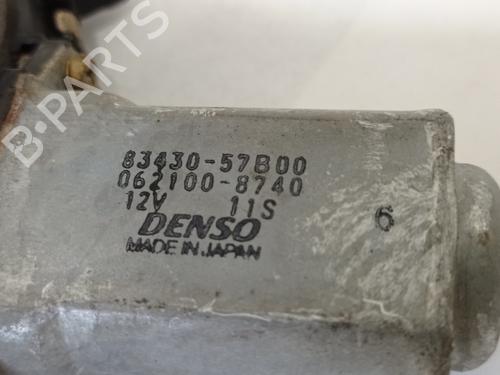 83430-57B00
062100-8740
12V 11S
6
DENSO
MADE IN JAPAN
B-PARTS